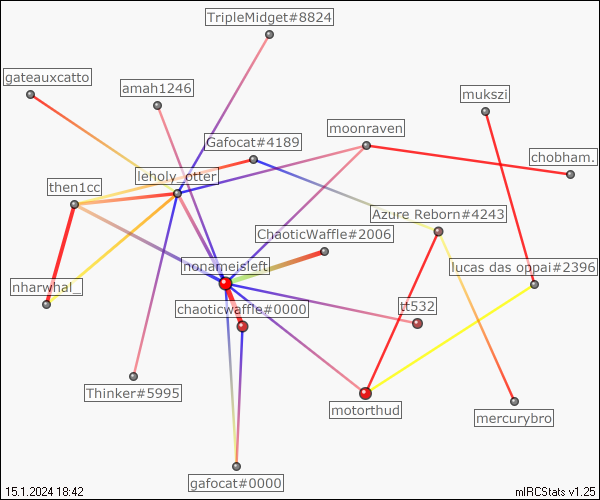 TripleMidget#8824
gateauxcatto
amah1246
mukszi
Gafocat#4189
moonraven
chobham.
leholy_otter
then1cc
Azure Reborn#4243
ChaoticWaffle#2006
nonameisleft
lucas das oppai#2396
nharwhal_
chaoticwaffle#0000
tt532
Thinker#5995
motorthud
mercurybro
gafocat#0000
15.1.2024 18:42
mIRCStats v1.25